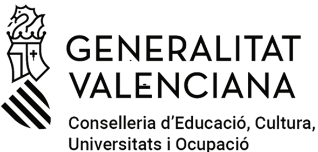 GENERALITAT
VALENCIANA
Conselleria d’Educació, Cultura,
Universitats i Ocupació